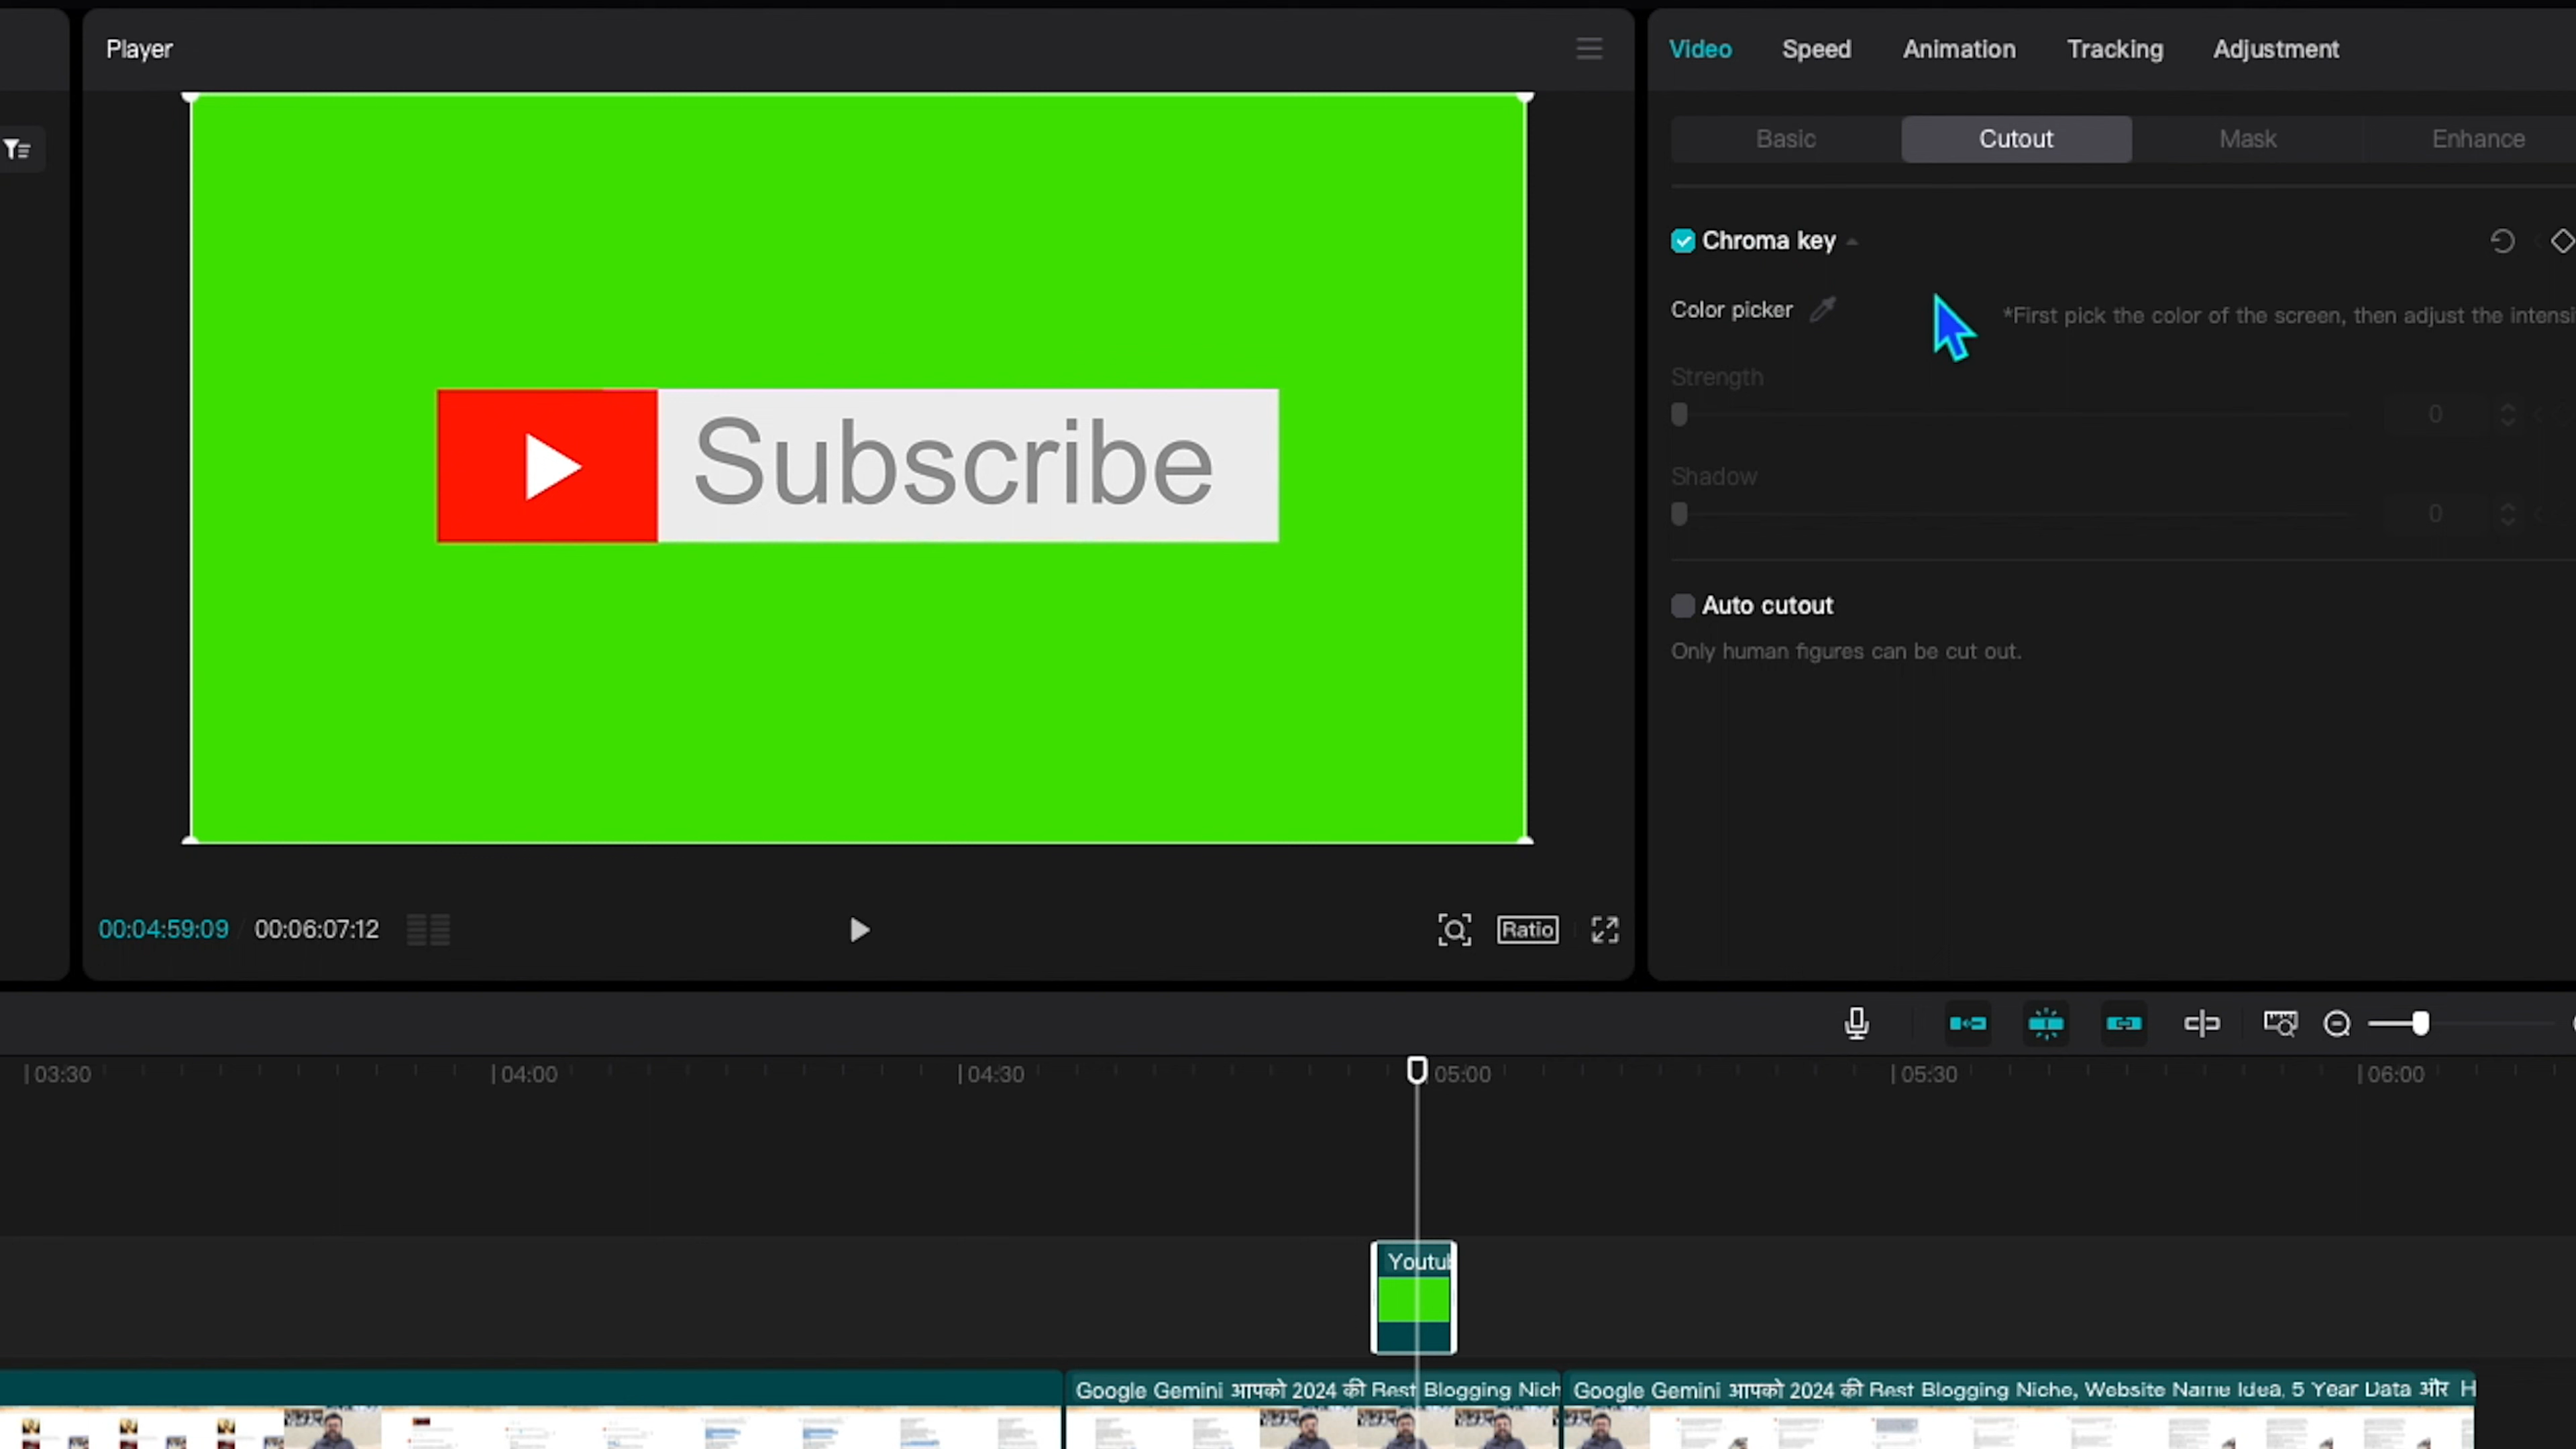 Player
Video Speed Animation Tracking Adjustment
Basic Cutout Mask Enhance
Chroma key
Color picker *First pick the color of the screen, then adjust the
Strength
0
Shadow
0
Auto cutout
Only human figures can be cut out.
Subscribe
00:04:59:09 00:06:07:12
Ratio
03:30 04:00 04:30 05:00 05:30 06:00
Google Gemini आपको 2024 की Best Blogging
Google Gemini आपको 2024 की Best Blogging Niche, Website Name Idea, 5 Year Data और